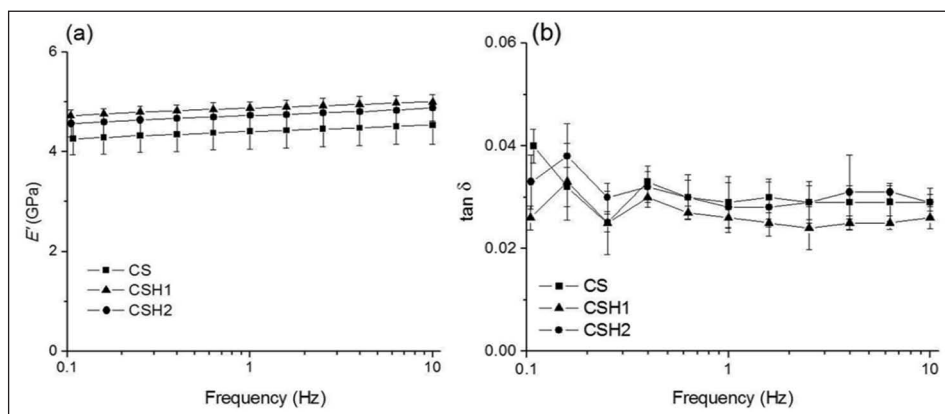 (a)
6
4
2
0
E' (GPa)
CS
CSH1
CSH2
0.1
1
10
Frequency (Hz)
(b)
0.06
0.04
0.02
0.00
tan δ
CS
CSH1
CSH2
0.1
1
10
Frequency (Hz)